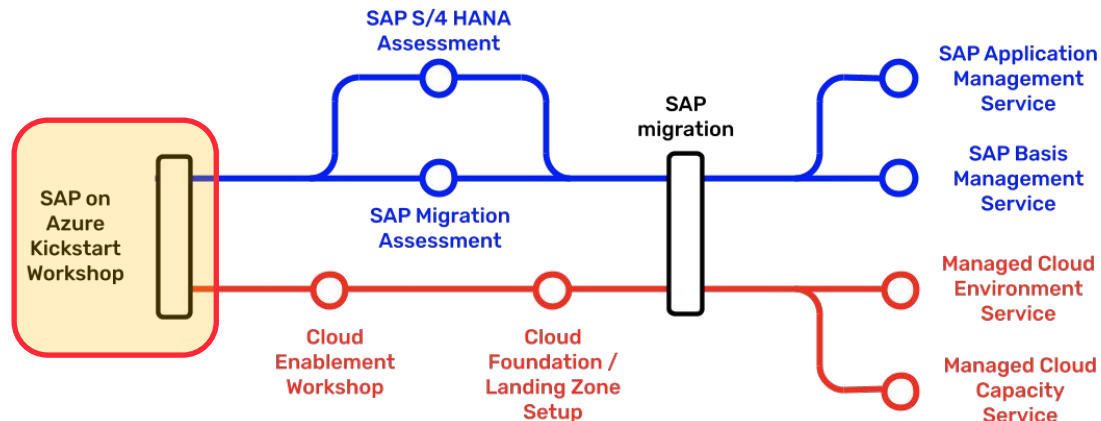 SAP S/4 HANA
Assessment
SAP Application
Management
Service
SAP
migration
SAP Basis
Management
Service
SAP on
Azure
Kickstart
Workshop
SAP Migration
Assessment
Managed Cloud
Environment
Service
Cloud
Enablement
Workshop
Cloud
Foundation /
Landing Zone
Setup
Managed Cloud
Capacity
Service